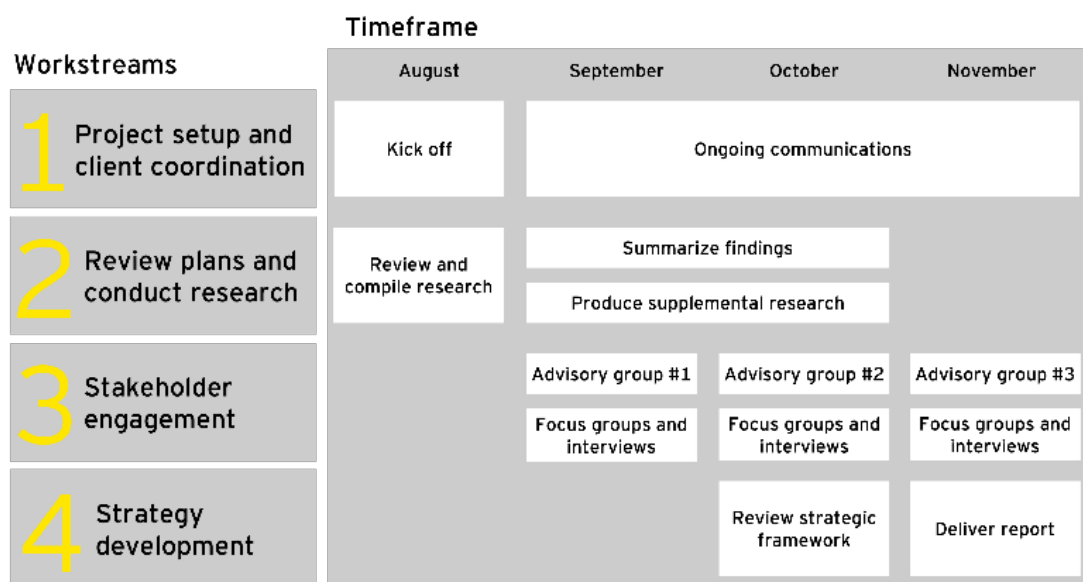 Timeframe
Workstreams
August
September
October
November
1
Project setup and
client coordination
Kick off
Ongoing communications
2
Review plans and
conduct research
Review and
compile research
Summarize findings
Produce supplemental research
3
Stakeholder
engagement
Advisory group #1
Advisory group #2
Advisory group #3
Focus groups and
interviews
Focus groups and
interviews
Focus groups and
interviews
4
Strategy
development
Review strategic
framework
Deliver report